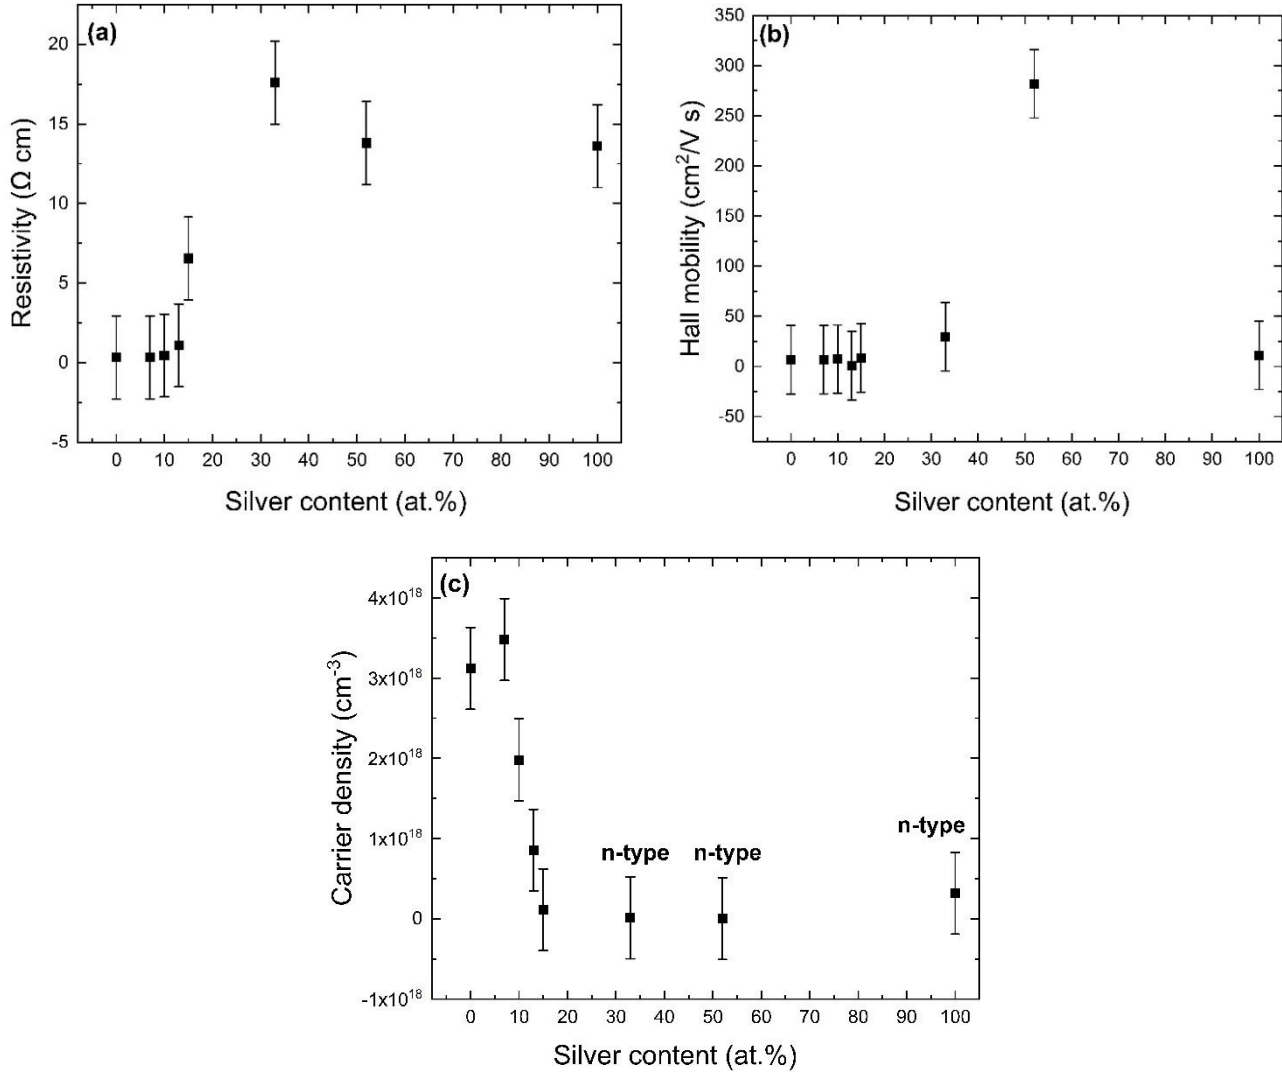 (a)
Resistivity (Ω cm)
20
15
10
5
0
-5
0 10 20 30 40 50 60 70 80 90 100
Silver content (at.%)
(b)
Hall mobility (cm²/V s)
350
300
250
200
150
100
50
0
-50
0 10 20 30 40 50 60 70 80 90 100
Silver content (at.%)
(c)
Carrier density (cm⁻³)
4x10¹⁸
3x10¹⁸
2x10¹⁸
1x10¹⁸
0
-1x10¹⁸
n-type n-type n-type
0 10 20 30 40 50 60 70 80 90 100
Silver content (at.%)